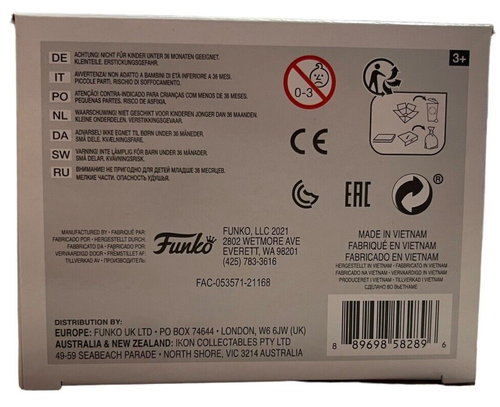 DE ACHTUNG! NICHT FÜR KINDER UNTER 36 MONATEN GEEIGNET.
KLEINTEILE. ERSTICKUNGSGEFAHR.
IT AVVERTENZA! NON ADATTO A BAMBINI DI ETÀ INFERIORE A 36 MESI.
PICCOLE PARTI. RISCHIO DI SOFFOCAMENTO.
PO ATENÇÃO! CONTRA-INDICADO PARA CRIANÇAS COM MENOS DE 36 MESES.
PEQUENAS PARTES. RISCO DE ASFIXIA.
NL WAARSCHUWING! NIET GESCHIKT VOOR KINDEREN JONGER DAN 36 MAANDEN.
KLEINE ONDERDELEN. VERSTIKKINGSGEVAAR.
DA ADVARSEL! IKKE EGNET TIL BØRN UNDER 36 MÅNEDER.
SMÅ DELE. KVÆLNINGSFARE.
SW VARNING! INTE LÄMPLIG FÖR BARN UNDER 36 MÅNADER.
SMÅ DELAR. KVÄVNINGSRISK.
RU ВНИМАНИЕ! НЕ ПРИГОДНО ДЛЯ ДЕТЕЙ МЛАДШЕ 36 МЕСЯЦЕВ.
МЕЛКИЕ ЧАСТИ. ОПАСНОСТЬ УДУШЬЯ.
0-3
3+
CE
EAC
®
MANUFACTURED BY • FABRIQUÉ PAR
FABRICADO POR • HERGESTELLT DURCH
FABBRICATO DA • FABRICADO POR
VERVAARDIGD DOOR • FREMSTILLET AF
TILLVERKAD AV • ПРОИЗВОДИТЕЛЬ:
Funko
FUNKO, LLC 2021
2802 WETMORE AVE
EVERETT, WA 98201
(425) 783-3616
FAC-053571-21168
MADE IN VIETNAM
FABRIQUÉ EN VIETNAM
HERGESTELLT IN VIETNAM • FABBRICATO IN VIETNAM
FABRICADO NA VIETNAM • VERVAARDIGD IN VIETNAM
PRODUCERET I VIETNAM • TILLVERKAD I VIETNAM
СДЕЛАНО ВО ВЬЕТНАМЕ
DISTRIBUTION BY:
EUROPE: FUNKO UK LTD • PO BOX 74644 • LONDON, W6 6JW (UK)
AUSTRALIA & NEW ZEALAND: IKON COLLECTABLES PTY LTD
49-59 SEABEACH PARADE • NORTH SHORE, VIC 3214 AUSTRALIA
8 89698 58289 6